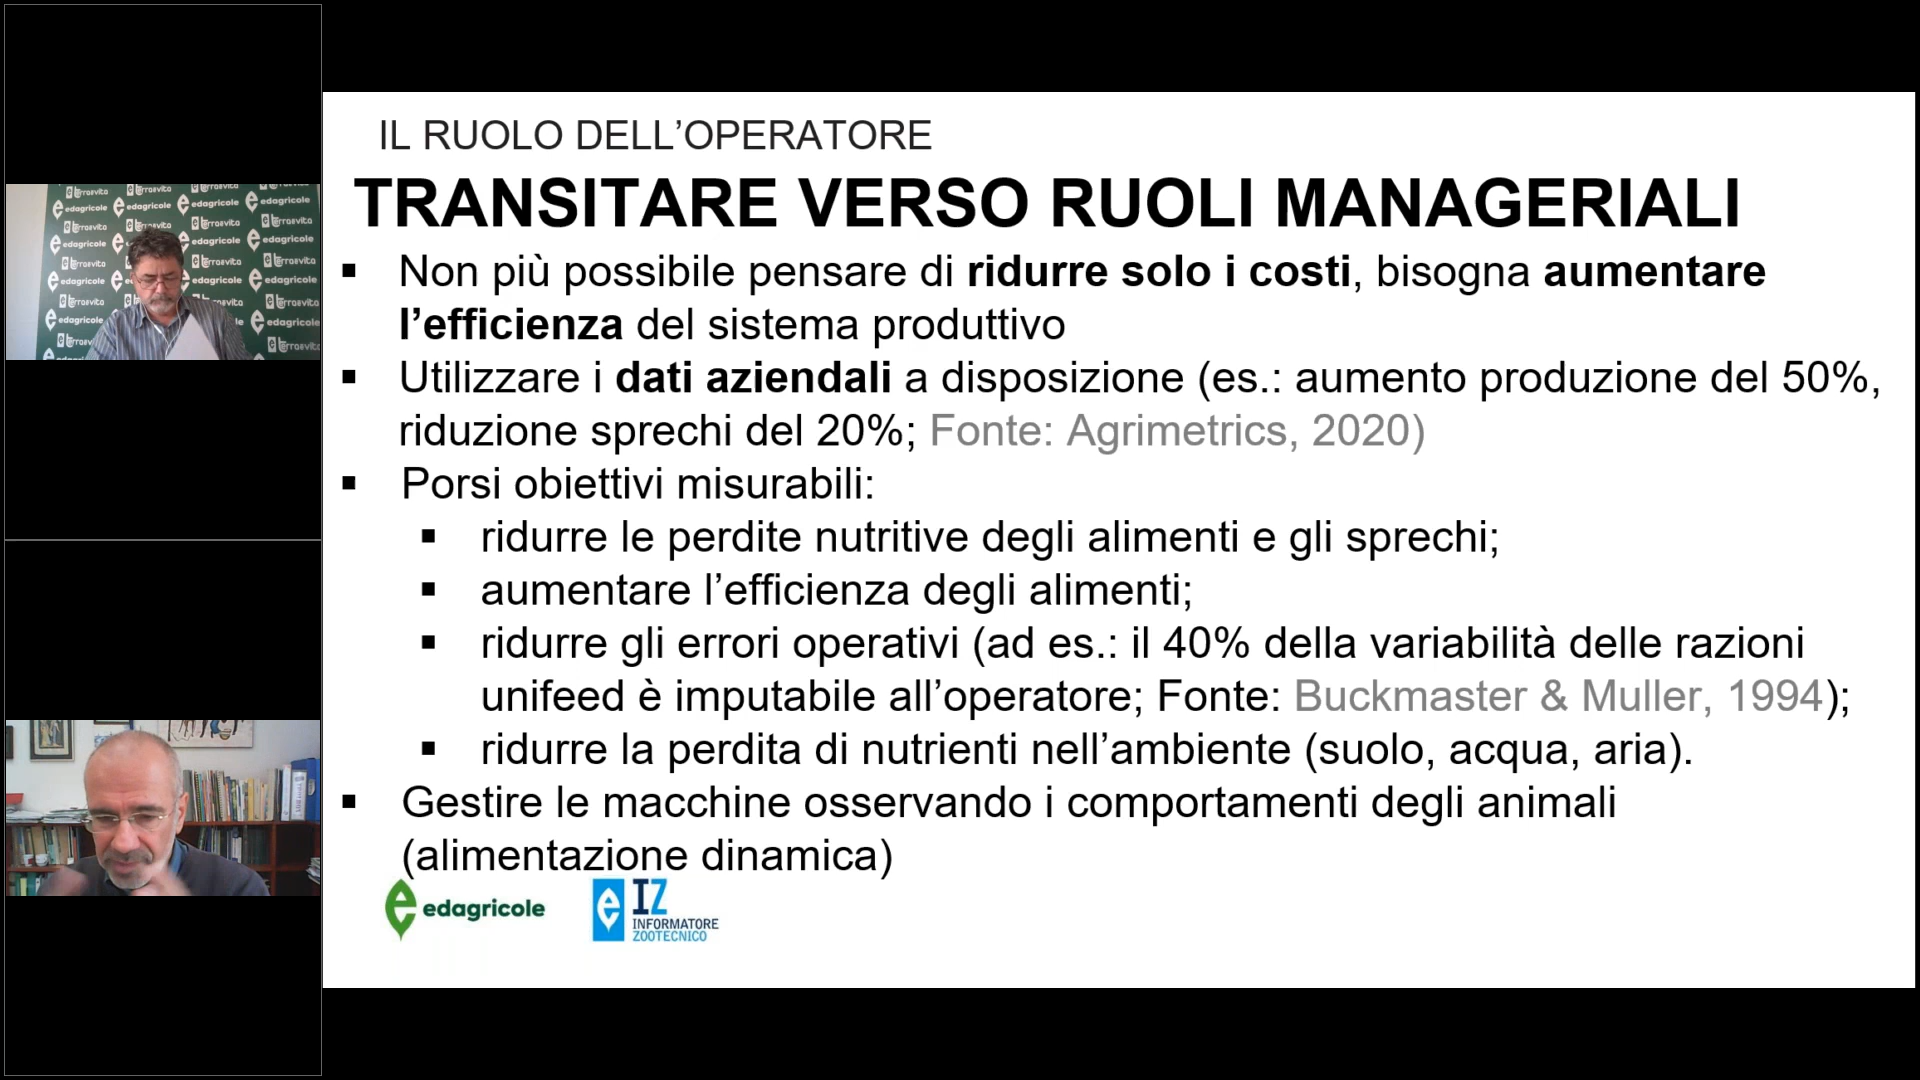 IL RUOLO DELL’OPERATORE
TRANSITARE VERSO RUOLI MANAGERIALI
▪ Non più possibile pensare di ridurre solo i costi, bisogna aumentare
l’efficienza del sistema produttivo
▪ Utilizzare i dati aziendali a disposizione (es.: aumento produzione del 50%,
riduzione sprechi del 20%; Fonte: Agrimetrics, 2020)
▪ Porsi obiettivi misurabili:
▪ ridurre le perdite nutritive degli alimenti e gli sprechi;
▪ aumentare l’efficienza degli alimenti;
▪ ridurre gli errori operativi (ad es.: il 40% della variabilità delle razioni
unifeed è imputabile all’operatore; Fonte: Buckmaster & Muller, 1994);
▪ ridurre la perdita di nutrienti nell’ambiente (suolo, acqua, aria).
▪ Gestire le macchine osservando i comportamenti degli animali
(alimentazione dinamica)
edagricole
IZ
INFORMATORE
ZOOTECNICO
edagricole
terraevita